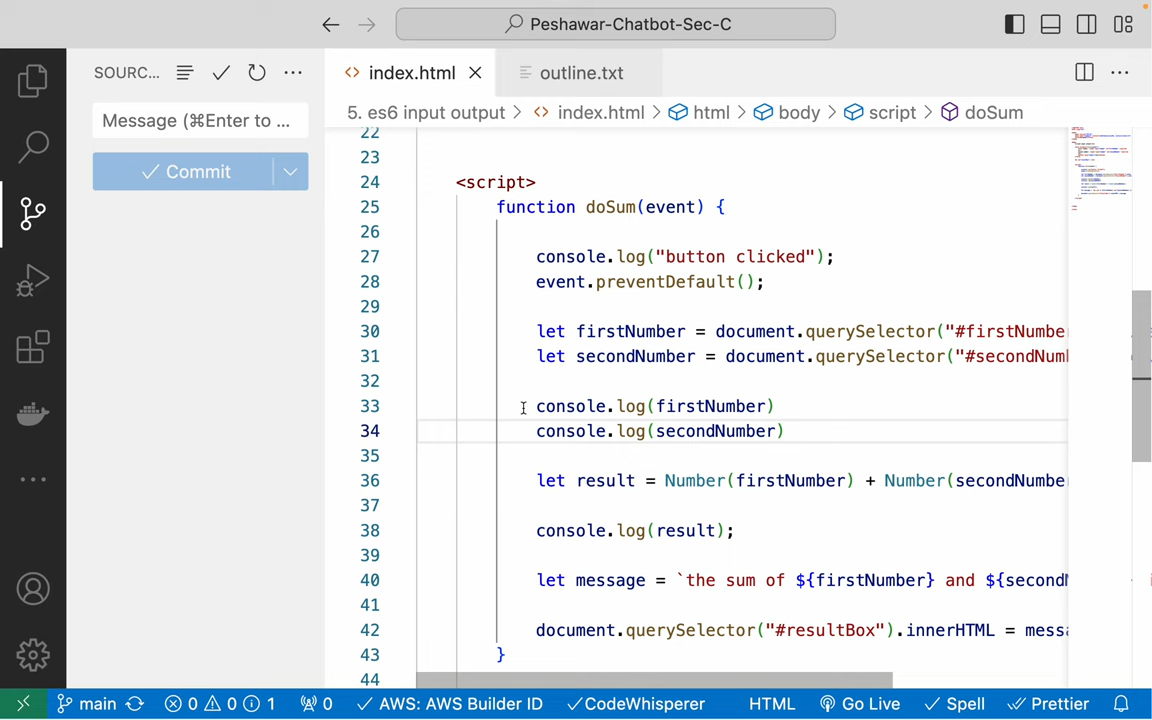 Peshawar-Chatbot-Sec-C
SOURC...
Message (⌘Enter to ...
Commit
index.html
outline.txt
5. es6 input output > index.html > html > body > script > doSum
22
23
24 <script>
25 function doSum(event) {
26
27 console.log("button clicked");
28 event.preventDefault();
29
30 let firstNumber = document.querySelector("#firstNumber
31 let secondNumber = document.querySelector("#secondNum
32
33 console.log(firstNumber)
34 console.log(secondNumber)
35
36 let result = Number(firstNumber) + Number(secondNumber
37
38 console.log(result);
39
40 let message = `the sum of ${firstNumber} and ${secondN
41
42 document.querySelector("#resultBox").innerHTML = messa
43 }
44
main 0 0 1 0 AWS: AWS Builder ID CodeWhisperer HTML Go Live Spell Prettier